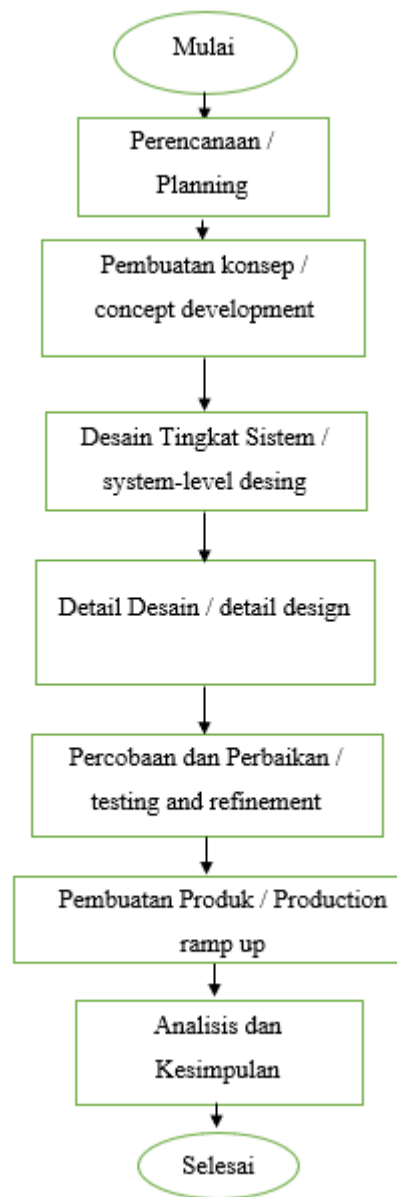 Mulai
Perencanaan /
Planning
Pembuatan konsep /
concept development
Desain Tingkat Sistem /
system-level desing
Detail Desain / detail design
Percobaan dan Perbaikan /
testing and refinement
Pembuatan Produk / Production
ramp up
Analisis dan
Kesimpulan
Selesai